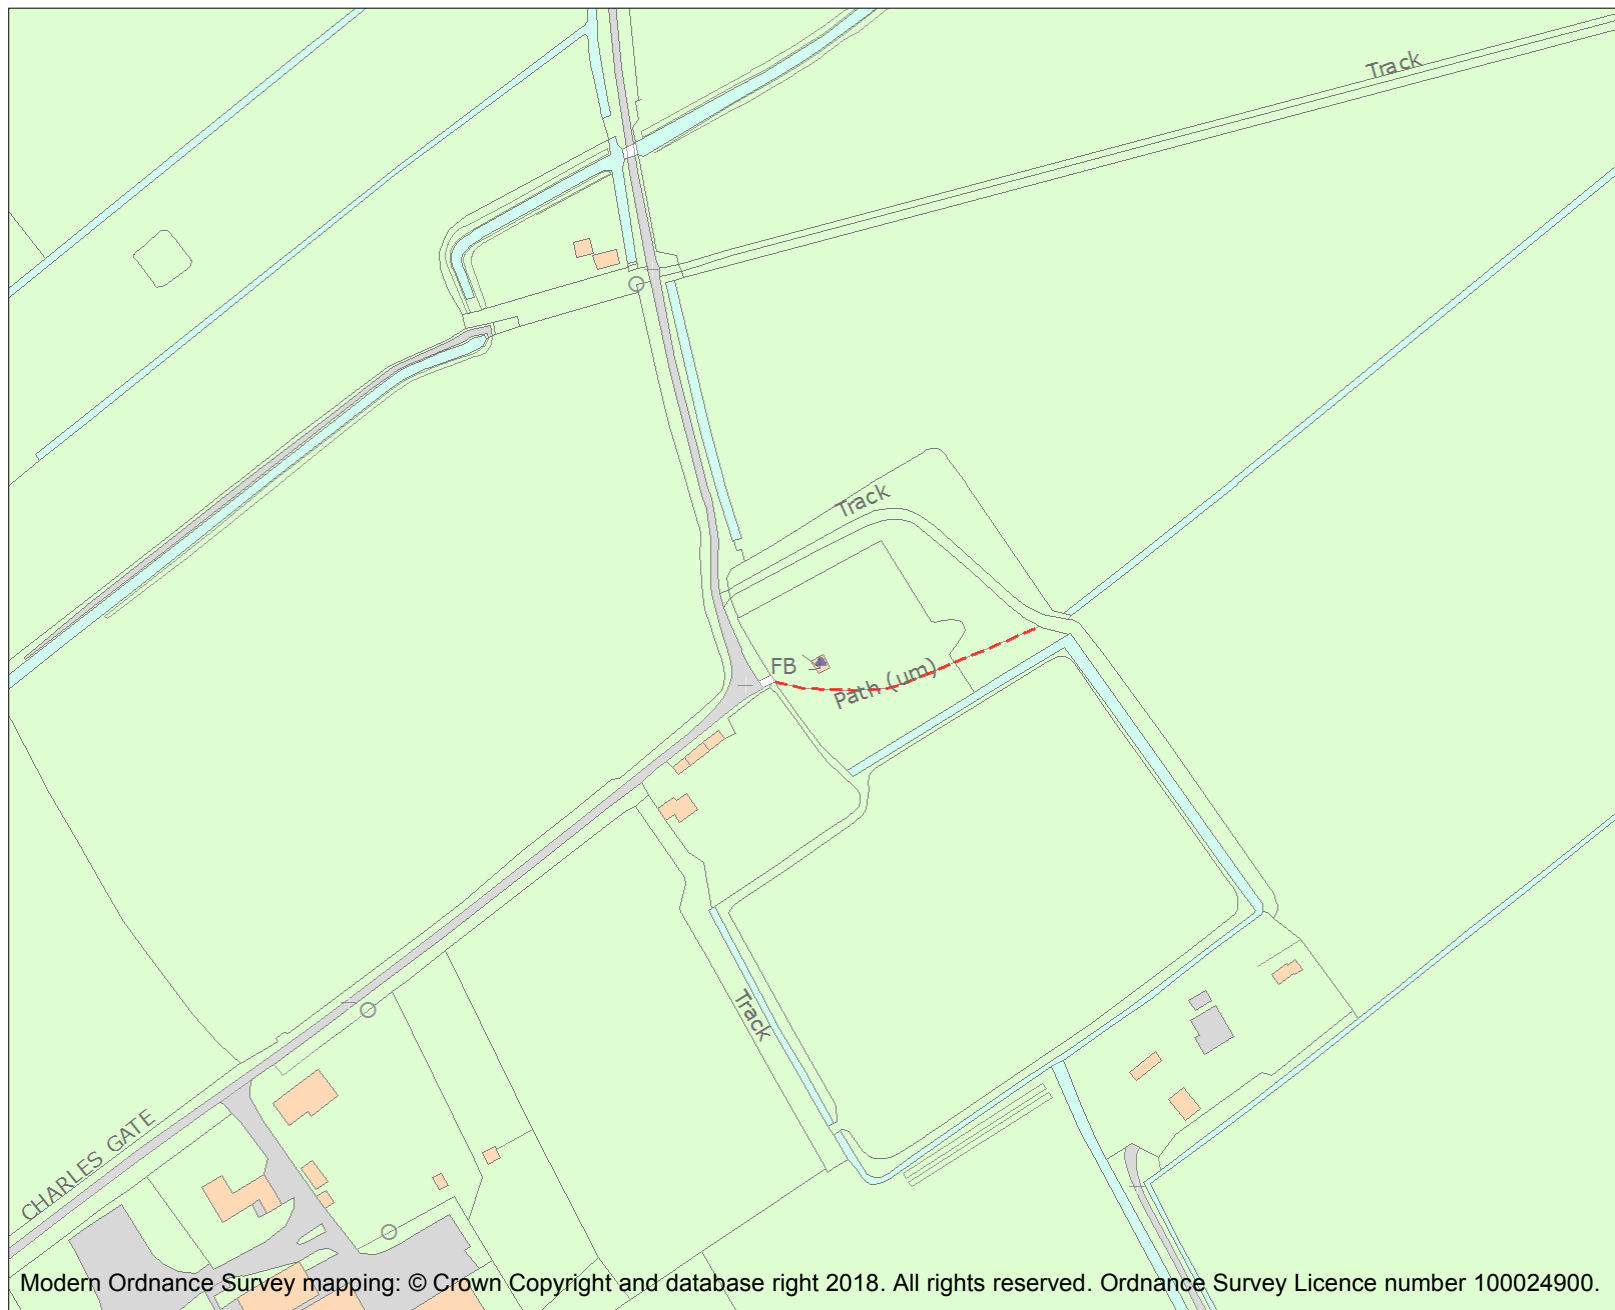 Track
Track
FB
Path (um)
Track
CHARLES GATE
Modern Ordnance Survey mapping: © Crown Copyright and database right 2018. All rights reserved. Ordnance Survey Licence number 100024900.